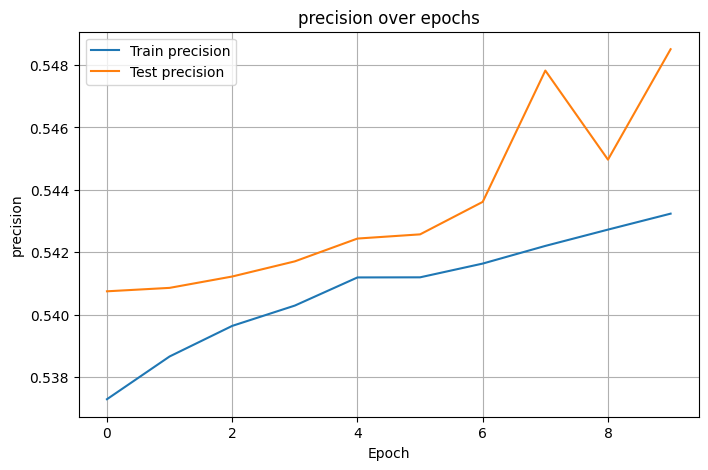 precision over epochs
Train precision
Test precision
0.548
0.546
0.544
0.542
0.540
0.538
precision
0
2
4
6
8
Epoch